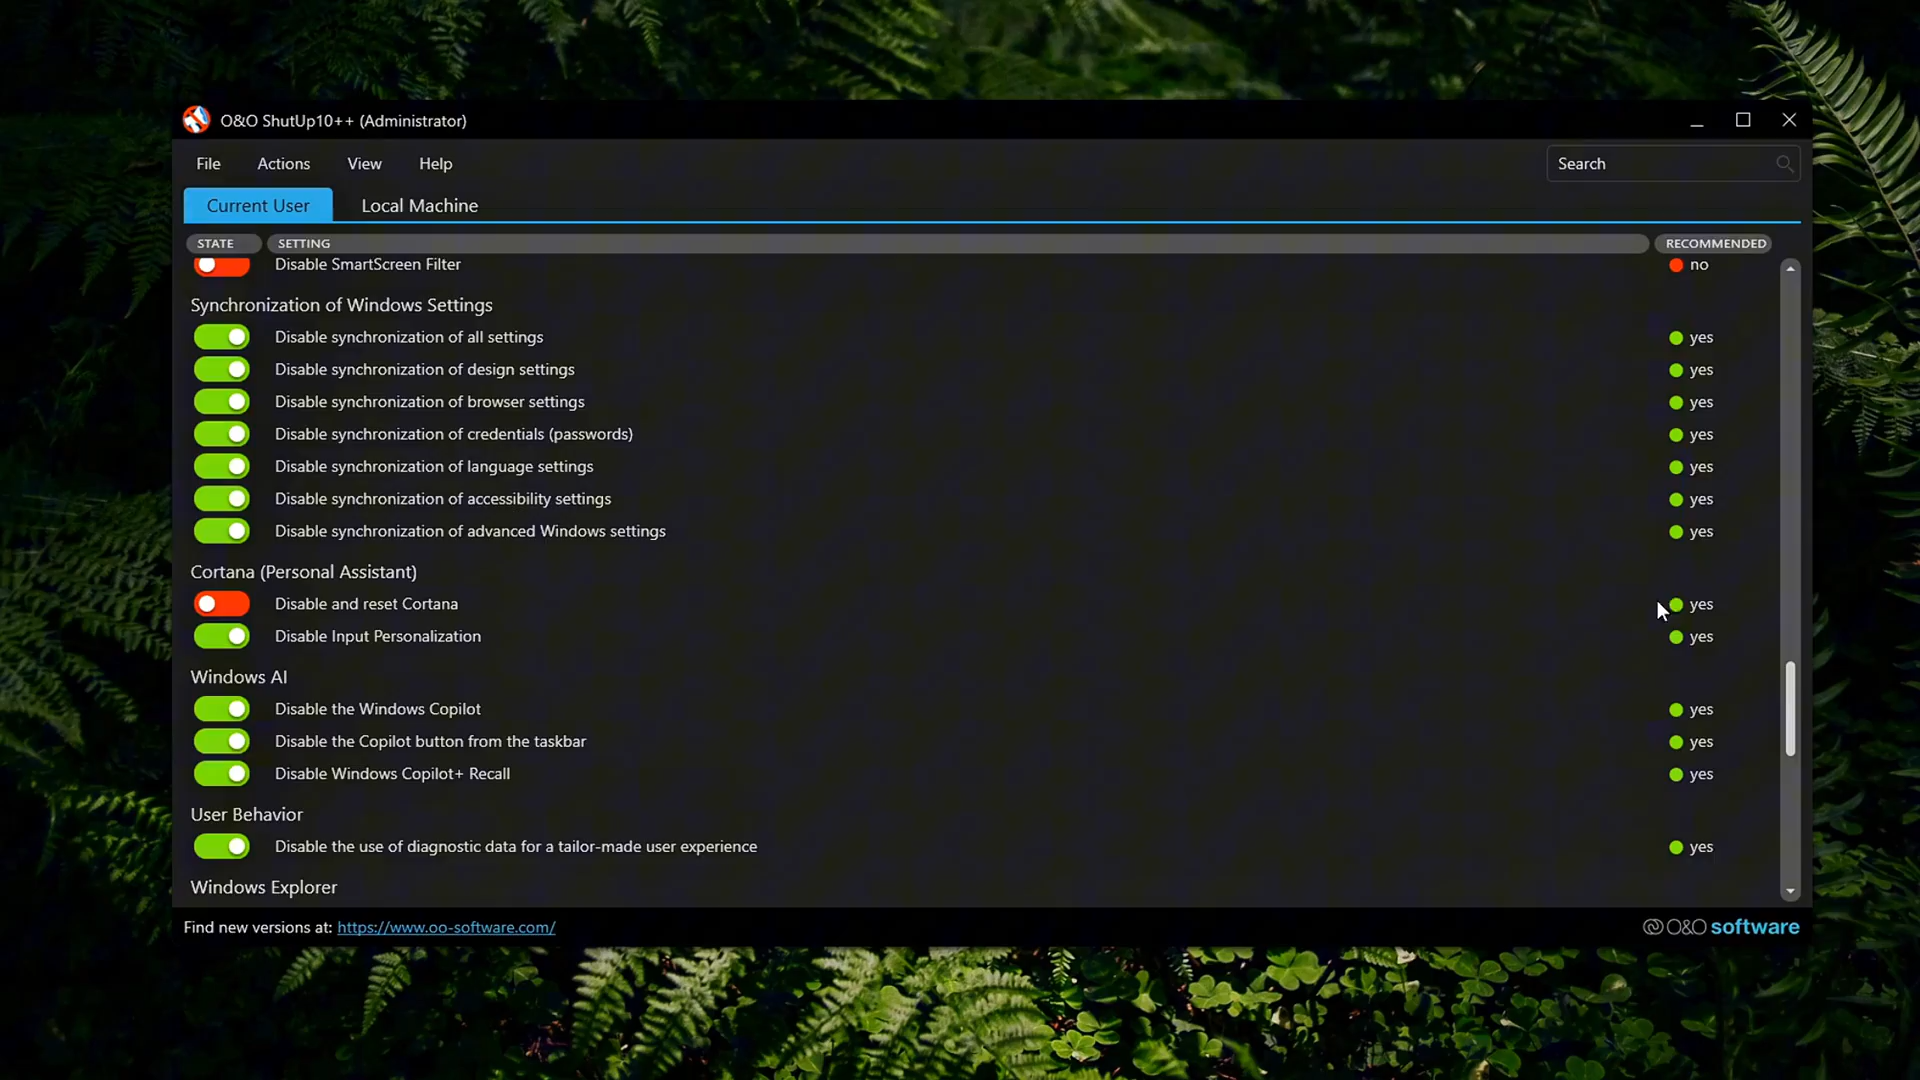 O&O ShutUp10++ (Administrator)
File Actions View Help Search
Current User Local Machine
STATE SETTING RECOMMENDED
Disable SmartScreen Filter no
Synchronization of Windows Settings
Disable synchronization of all settings yes
Disable synchronization of design settings yes
Disable synchronization of browser settings yes
Disable synchronization of credentials (passwords) yes
Disable synchronization of language settings yes
Disable synchronization of accessibility settings yes
Disable synchronization of advanced Windows settings yes
Cortana (Personal Assistant)
Disable and reset Cortana yes
Disable Input Personalization yes
Windows AI
Disable the Windows Copilot yes
Disable the Copilot button from the taskbar yes
Disable Windows Copilot+ Recall yes
User Behavior
Disable the use of diagnostic data for a tailor-made user experience yes
Windows Explorer
Find new versions at: https://www.oo-software.com/ O&O software